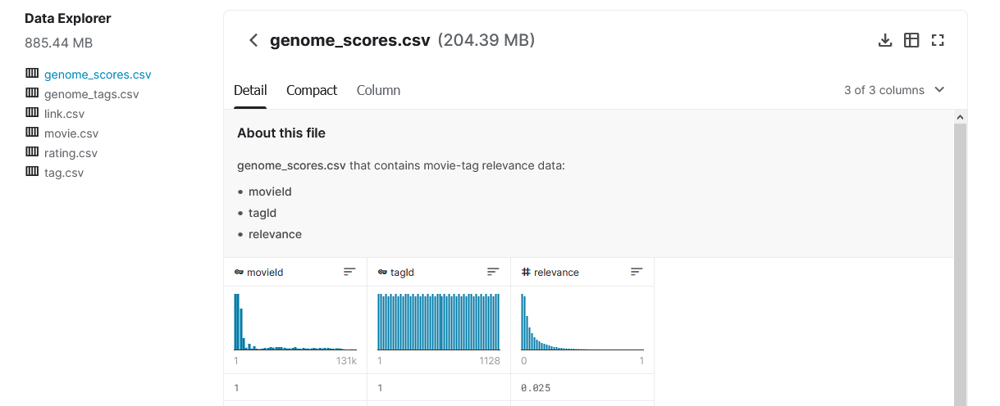 Data Explorer
885.44 MB
genome_scores.csv
genome_tags.csv
link.csv
movie.csv
rating.csv
tag.csv
genome_scores.csv (204.39 MB)
Detail Compact Column
3 of 3 columns
About this file
genome_scores.csv that contains movie-tag relevance data:
• movieId
• tagId
• relevance
movieId tagId relevance
1 131k 1 1128 0 1
1 1 0.025